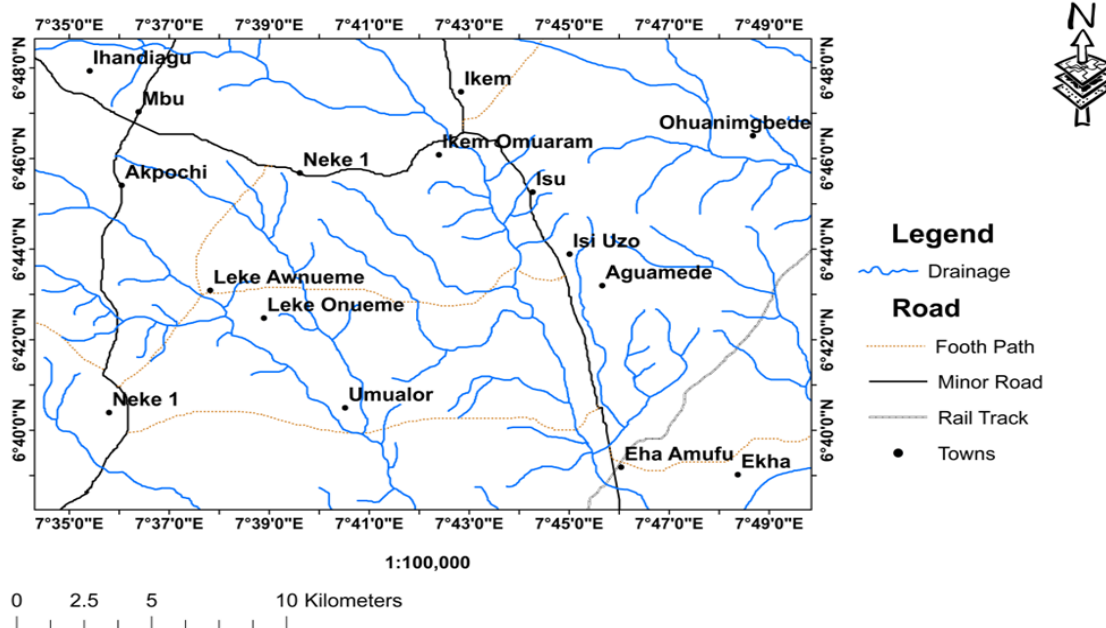 7°35'0"E 7°37'0"E 7°39'0"E 7°41'0"E 7°43'0"E 7°45'0"E 7°47'0"E 7°49'0"E
N
6°48'0"N 6°48'0"N
Ihandiagu
Ikem
Mbu
Ohuanimgbede
6°46'0"N 6°46'0"N
Ikem Omuaram
Neke 1
Akpochi
Isu
6°44'0"N 6°44'0"N
Isi Uzo
Leke Awnueme
Aguamede
Leke Onueme
6°42'0"N 6°42'0"N
Neke 1
Umualor
6°40'0"N 6°40'0"N
Eha Amufu
Ekha
7°35'0"E 7°37'0"E 7°39'0"E 7°41'0"E 7°43'0"E 7°45'0"E 7°47'0"E 7°49'0"E
Legend
Drainage
Road
Footh Path
Minor Road
Rail Track
Towns
1:100,000
0 2.5 5 10 Kilometers